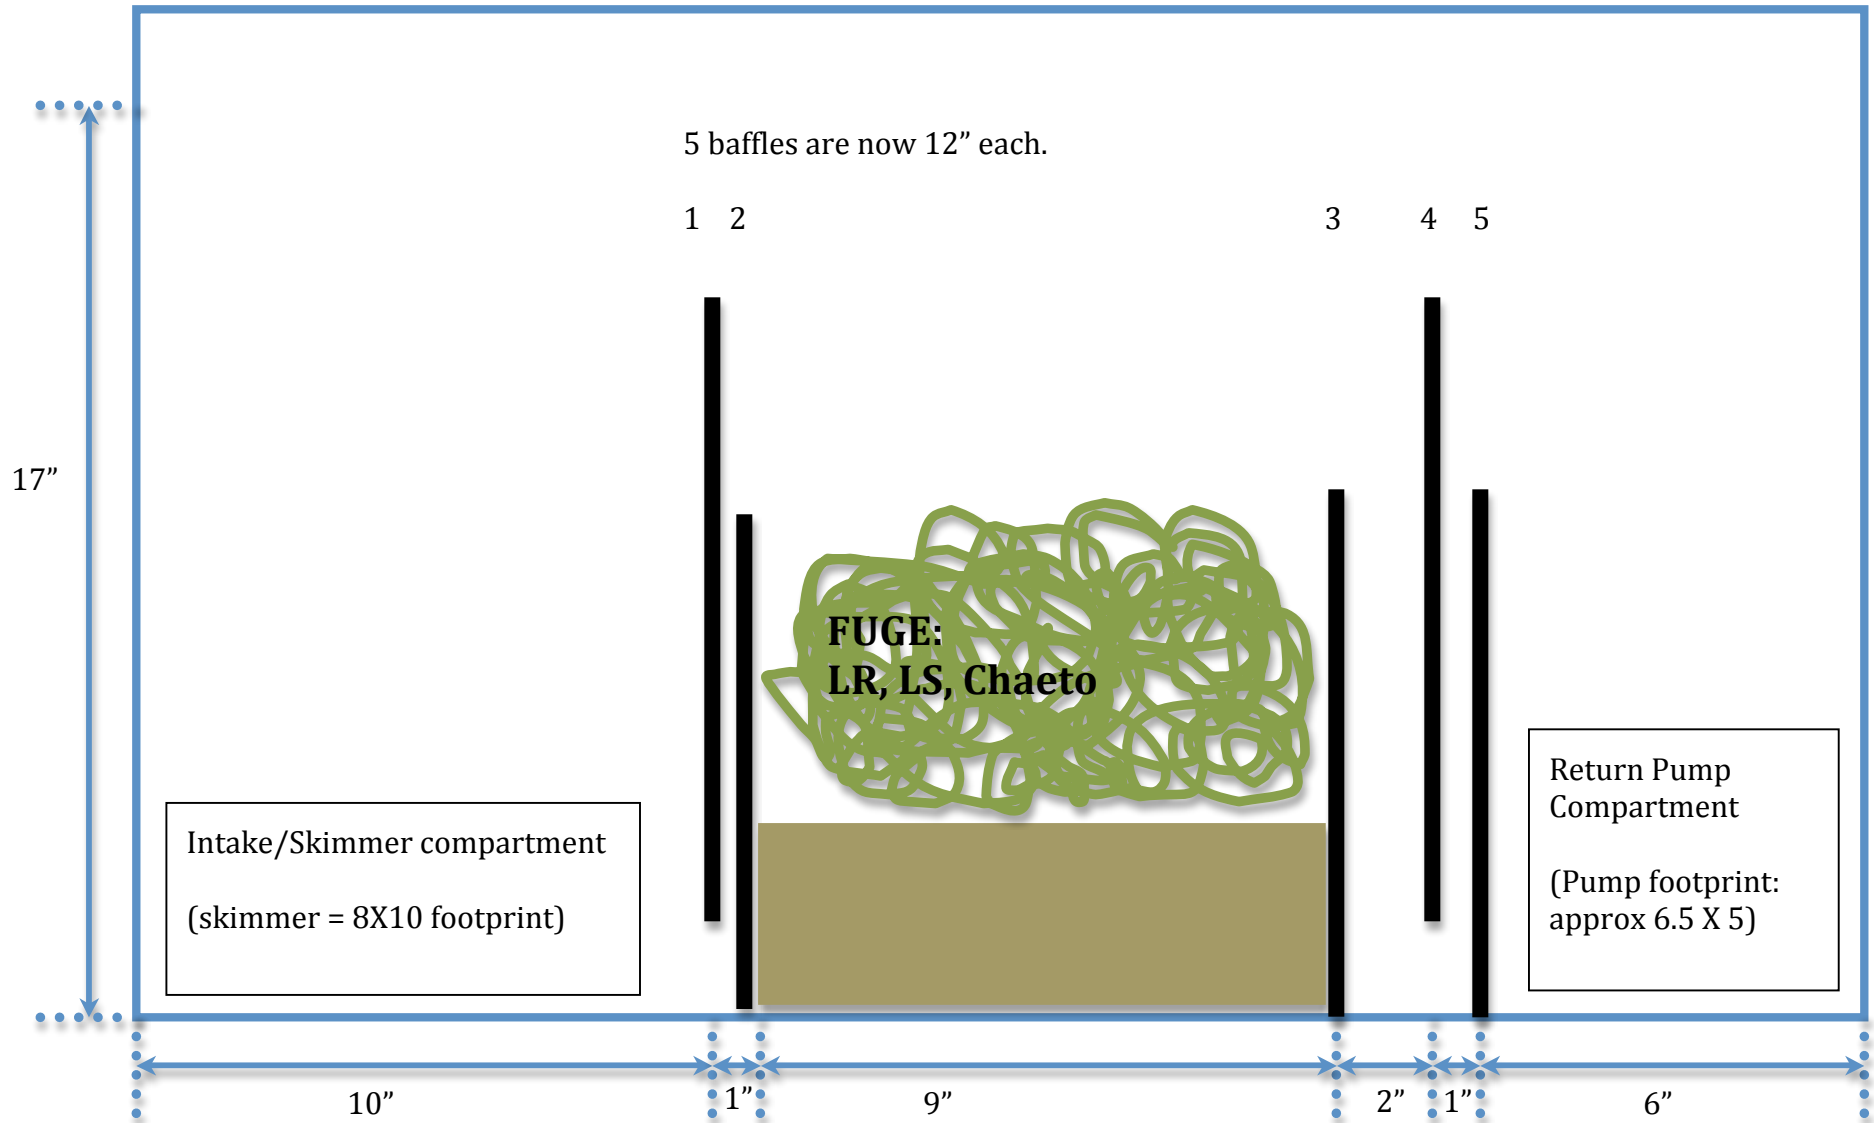 5 baffles are now 12” each.
1 2 3 4 5
17”
FUGE:
LR, LS, Chaeto
Intake/Skimmer compartment
(skimmer = 8X10 footprint)
Return Pump
Compartment
(Pump footprint:
approx 6.5 X 5)
10” 1” 9” 2” 1” 6”